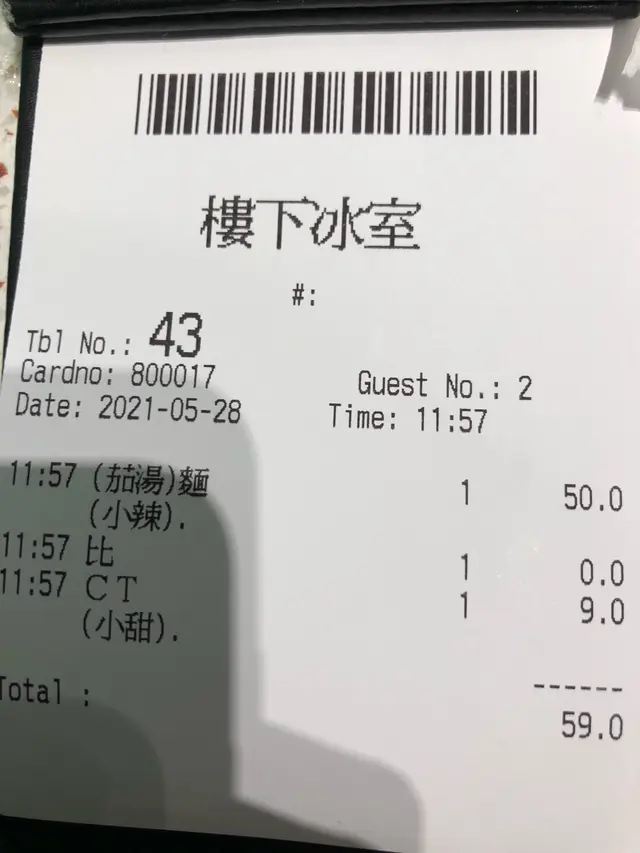 樓下冰室
#:
Tbl No.: 43
Cardno: 800017
Guest No.: 2
Date: 2021-05-28
Time: 11:57
11:57 (茄湯)麵 1 50.0
(小辣).
11:57 比 1 0.0
11:57 CT 1 9.0
(小甜).
------
Total :
59.0